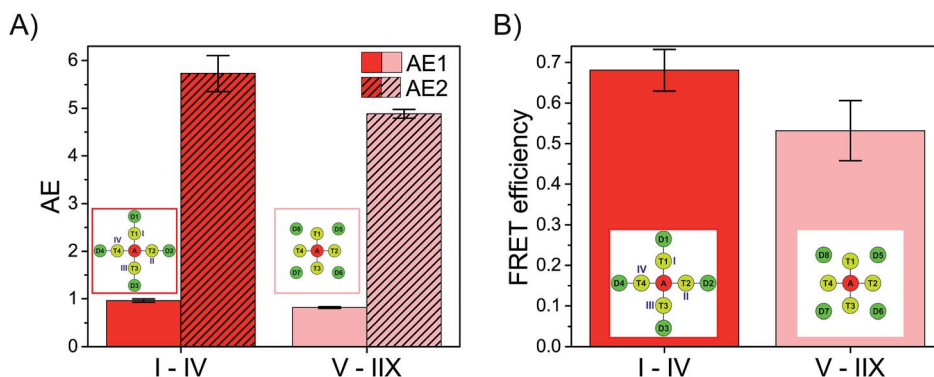 A)
AE
6
5
4
3
2
1
0
AE1
AE2
D1
T1 I
IV
D4 T4 A T2 D2
II
III T3
D3
D8 D5
T1
T4 A T2
T3
D7 D6
I - IV
V - IIX
B)
FRET efficiency
0.7
0.6
0.5
0.4
0.3
0.2
0.1
0.0
D1
T1 I
IV
D4 T4 A T2 D2
II
III T3
D3
D8 D5
T1
T4 A T2
T3
D7 D6
I - IV
V - IIX